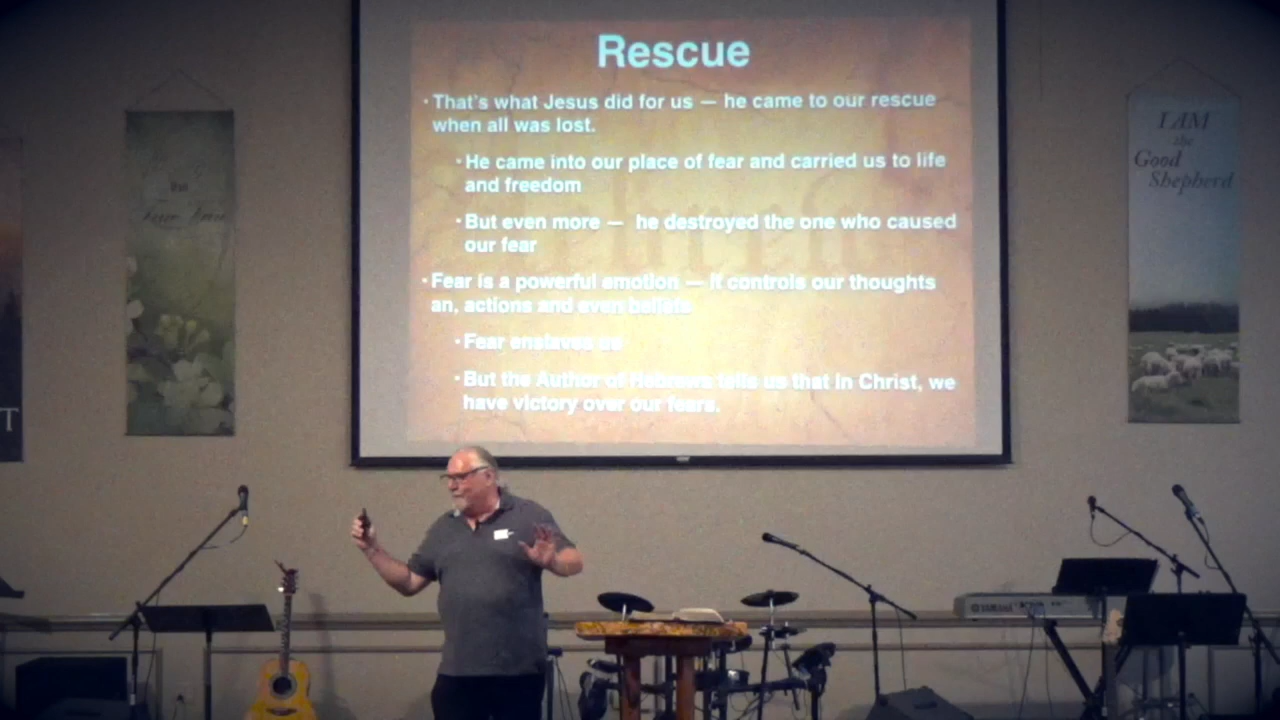 Rescue
· That's what Jesus did for us — he came to our rescue
when all was lost.
· He came into our place of fear and carried us to life
and freedom
· But even more — he destroyed the one who caused
our fear
· Fear is a powerful emotion — if controls our thoughts
an, actions and even beliefs
· Fear enslaves us
· But the Author of Hebrews tells us that in Christ, we
have victory over our fears.
I AM
the
Good
Shepherd
T
YAMAHA